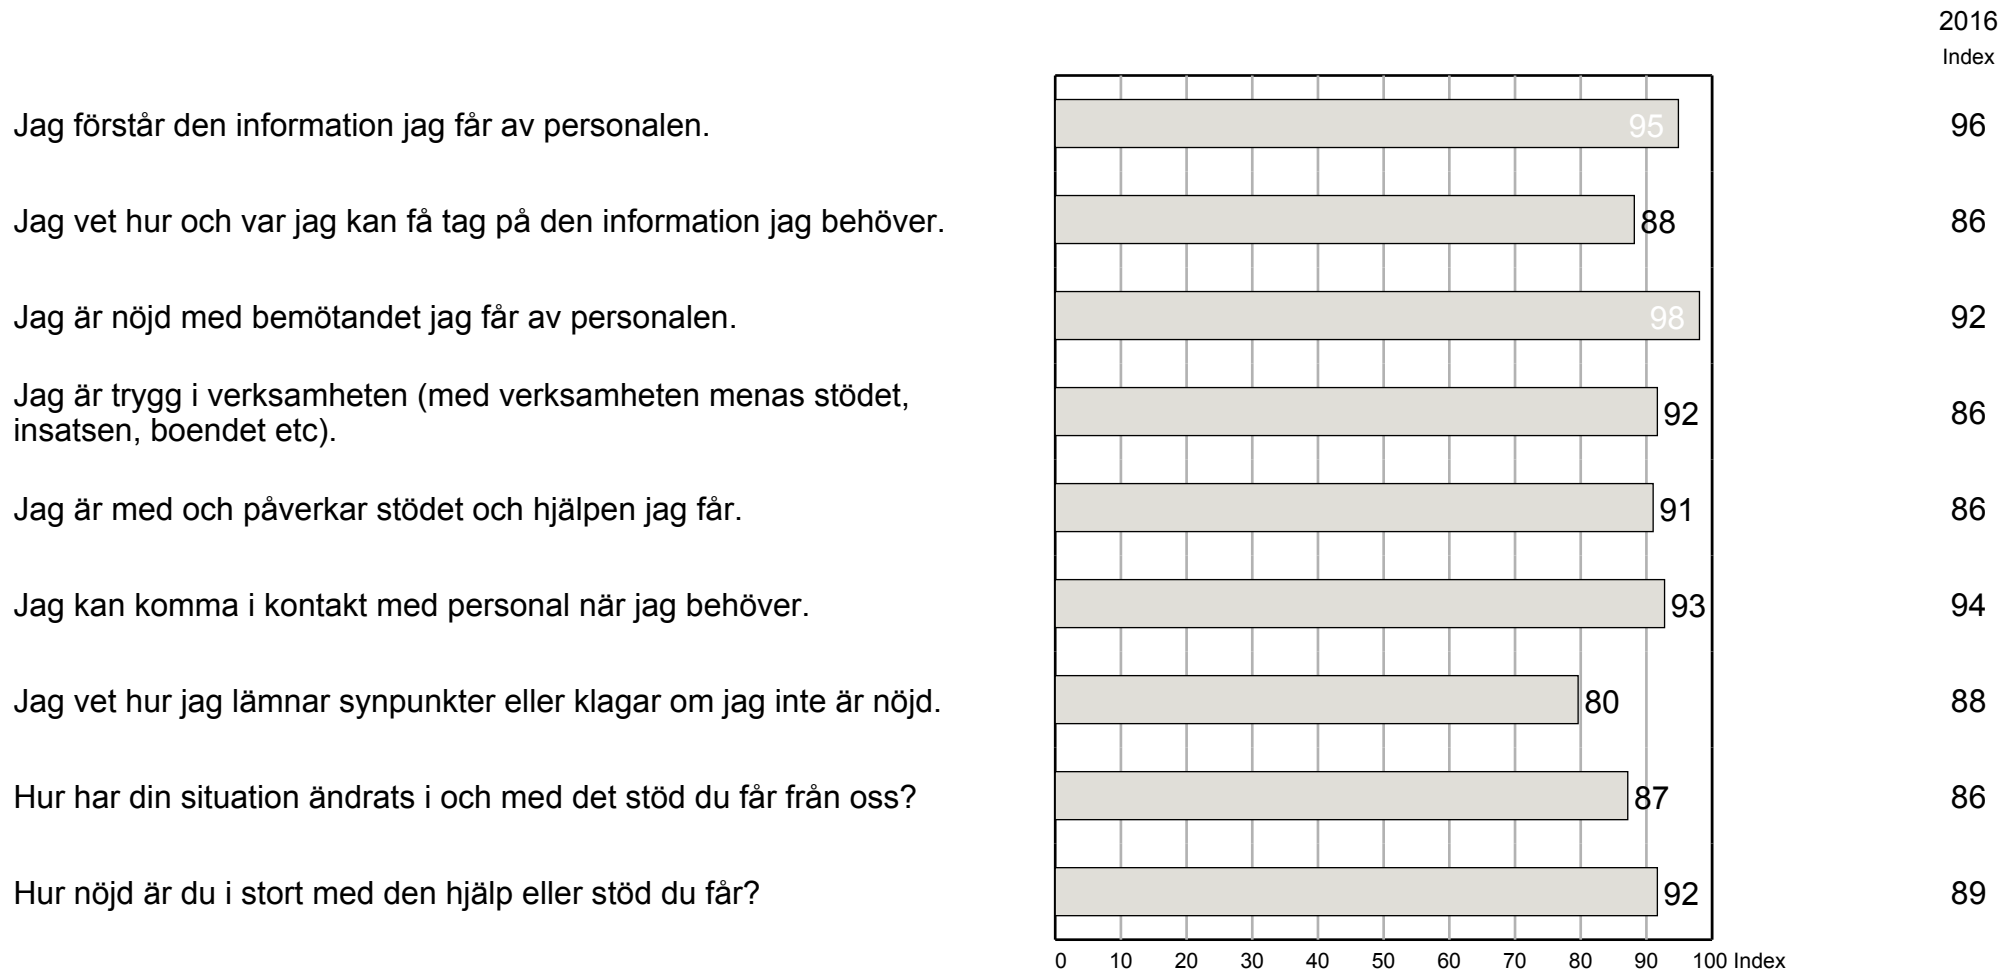 2016
Index
Jag förstår den information jag får av personalen. 95 96
Jag vet hur och var jag kan få tag på den information jag behöver. 88 86
Jag är nöjd med bemötandet jag får av personalen. 98 92
Jag är trygg i verksamheten (med verksamheten menas stödet,
insatsen, boendet etc). 92 86
Jag är med och påverkar stödet och hjälpen jag får. 91 86
Jag kan komma i kontakt med personal när jag behöver. 93 94
Jag vet hur jag lämnar synpunkter eller klagar om jag inte är nöjd. 80 88
Hur har din situation ändrats i och med det stöd du får från oss? 87 86
Hur nöjd är du i stort med den hjälp eller stöd du får? 92 89
0 10 20 30 40 50 60 70 80 90 100 Index